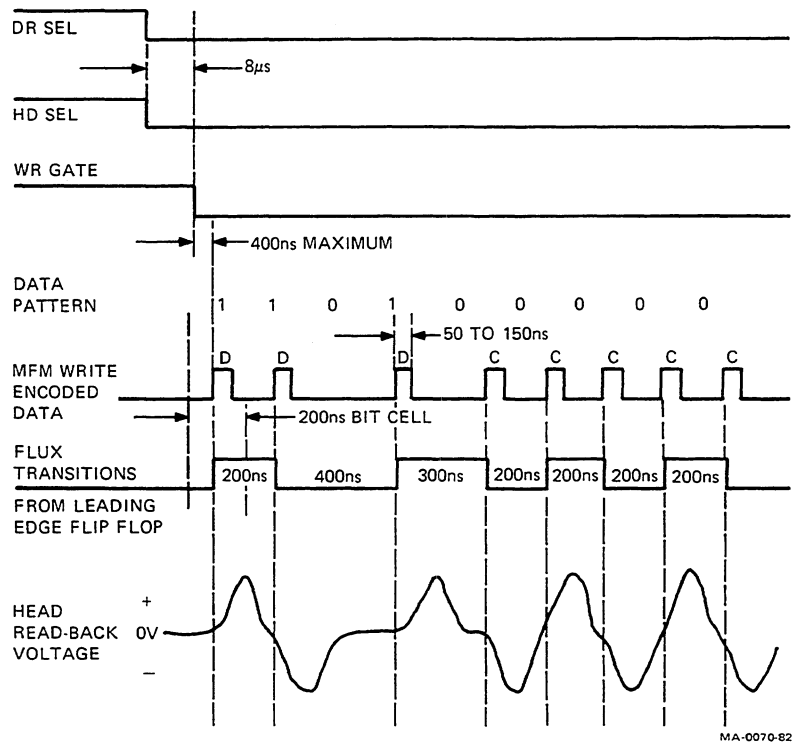 DR SEL
8μs
HD SEL
WR GATE
400ns MAXIMUM
DATA
PATTERN
1 1 0 1 0 0 0 0 0
50 TO 150ns
D D D C C C C C
MFM WRITE
ENCODED
DATA
200ns BIT CELL
FLUX
TRANSITIONS
200ns 400ns 300ns 200ns 200ns 200ns 200ns
FROM LEADING
EDGE FLIP FLOP
HEAD
READ-BACK
VOLTAGE
+
0V
−
MA-0070-82